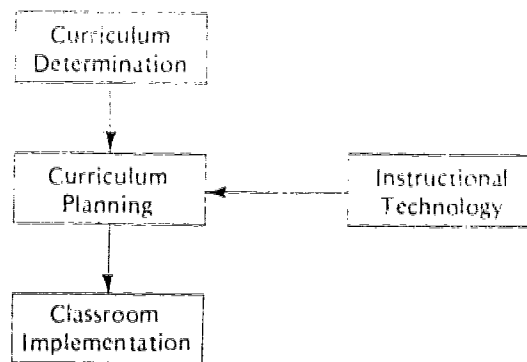 Curriculum
Determination
Curriculum
Planning
Instructional
Technology
Classroom
Implementation